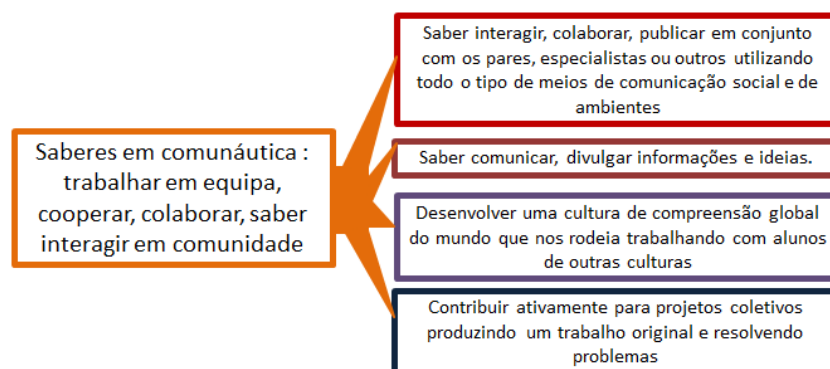 Saberes em comunáutica :
trabalhar em equipa,
cooperar, colaborar, saber
interagir em comunidade
Saber interagir, colaborar, publicar em conjunto
com os pares, especialistas ou outros utilizando
todo o tipo de meios de comunicação social e de
ambientes
Saber comunicar, divulgar informações e ideias.
Desenvolver uma cultura de compreensão global
do mundo que nos rodeia trabalhando com alunos
de outras culturas
Contribuir ativamente para projetos coletivos
produzindo um trabalho original e resolvendo
problemas